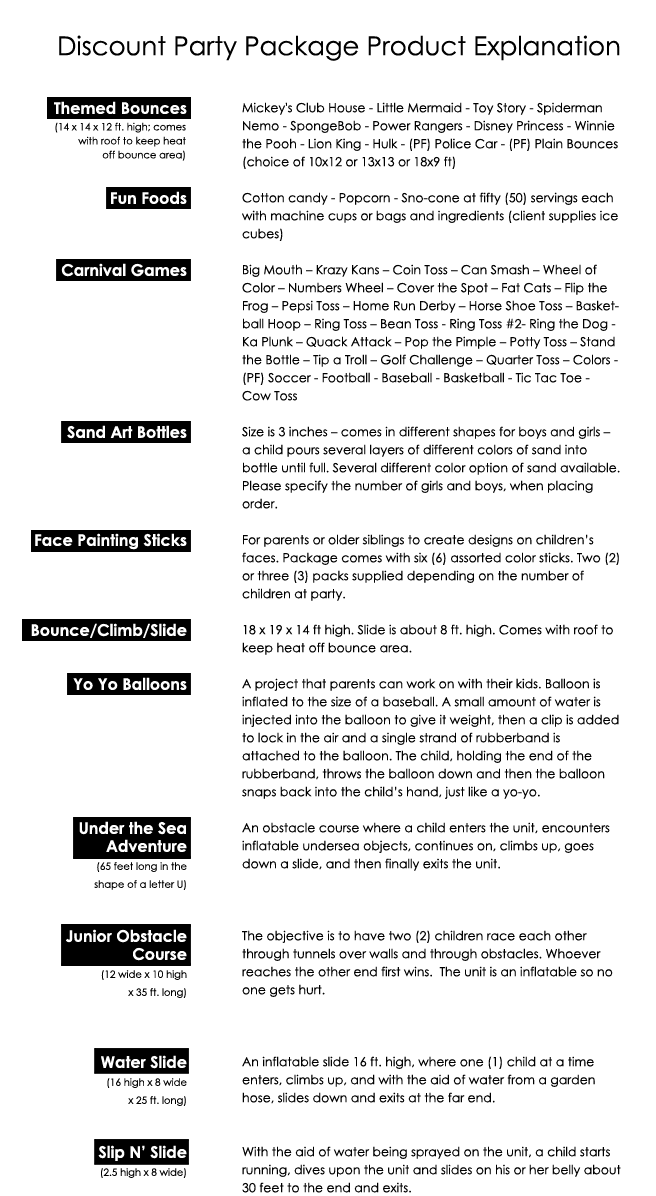 Discount Party Package Product Explanation
Themed Bounces
(14 x 14 x 12 ft. high; comes
with roof to keep heat
off bounce area)
Mickey's Club House - Little Mermaid - Toy Story - Spiderman
Nemo - SpongeBob - Power Rangers - Disney Princess - Winnie
the Pooh - Lion King - Hulk - (PF) Police Car - (PF) Plain Bounces
(choice of 10x12 or 13x13 or 18x9 ft)
Fun Foods
Cotton candy - Popcorn - Sno-cone at fifty (50) servings each
with machine cups or bags and ingredients (client supplies ice
cubes)
Carnival Games
Big Mouth – Krazy Kans – Coin Toss – Can Smash – Wheel of
Color – Numbers Wheel – Cover the Spot – Fat Cats – Flip the
Frog – Pepsi Toss – Home Run Derby – Horse Shoe Toss – Basket-
ball Hoop – Ring Toss – Bean Toss - Ring Toss #2- Ring the Dog -
Ka Plunk – Quack Attack – Pop the Pimple – Potty Toss – Stand
the Bottle – Tip a Troll – Golf Challenge – Quarter Toss – Colors -
(PF) Soccer - Football - Baseball - Basketball - Tic Tac Toe -
Cow Toss
Sand Art Bottles
Size is 3 inches – comes in different shapes for boys and girls –
a child pours several layers of different colors of sand into
bottle until full. Several different color option of sand available.
Please specify the number of girls and boys, when placing
order.
Face Painting Sticks
For parents or older siblings to create designs on children's
faces. Package comes with six (6) assorted color sticks. Two (2)
or three (3) packs supplied depending on the number of
children at party.
Bounce/Climb/Slide
18 x 19 x 14 ft high. Slide is about 8 ft. high. Comes with roof to
keep heat off bounce area.
Yo Yo Balloons
A project that parents can work on with their kids. Balloon is
inflated to the size of a baseball. A small amount of water is
injected into the balloon to give it weight, then a clip is added
to lock in the air and a single strand of rubberband is
attached to the balloon. The child, holding the end of the
rubberband, throws the balloon down and then the balloon
snaps back into the child's hand, just like a yo-yo.
Under the Sea
Adventure
(65 feet long in the
shape of a letter U)
An obstacle course where a child enters the unit, encounters
inflatable undersea objects, continues on, climbs up, goes
down a slide, and then finally exits the unit.
Junior Obstacle
Course
(12 wide x 10 high
x 35 ft. long)
The objective is to have two (2) children race each other
through tunnels over walls and through obstacles. Whoever
reaches the other end first wins.  The unit is an inflatable so no
one gets hurt.
Water Slide
(16 high x 8 wide
x 25 ft. long)
An inflatable slide 16 ft. high, where one (1) child at a time
enters, climbs up, and with the aid of water from a garden
hose, slides down and exits at the far end.
Slip N' Slide
(2.5 high x 8 wide)
With the aid of water being sprayed on the unit, a child starts
running, dives upon the unit and slides on his or her belly about
30 feet to the end and exits.